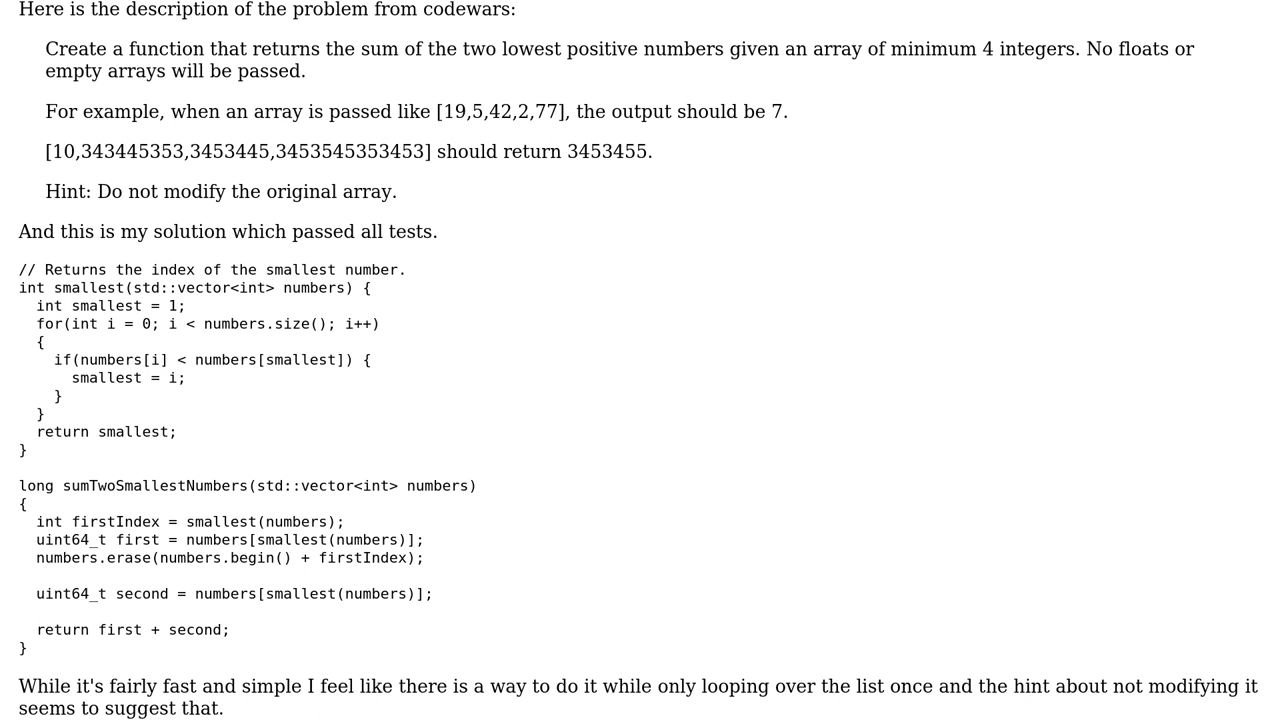 Here is the description of the problem from codewars:
Create a function that returns the sum of the two lowest positive numbers given an array of minimum 4 integers. No floats or
empty arrays will be passed.
For example, when an array is passed like [19,5,42,2,77], the output should be 7.
[10,343445353,3453445,3453545353453] should return 3453455.
Hint: Do not modify the original array.
And this is my solution which passed all tests.
// Returns the index of the smallest number.
int smallest(std::vector<int> numbers) {
  int smallest = 1;
  for(int i = 0; i < numbers.size(); i++)
  {
    if(numbers[i] < numbers[smallest]) {
      smallest = i;
    }
  }
  return smallest;
}
long sumTwoSmallestNumbers(std::vector<int> numbers)
{
  int firstIndex = smallest(numbers);
  uint64_t first = numbers[smallest(numbers)];
  numbers.erase(numbers.begin() + firstIndex);
  uint64_t second = numbers[smallest(numbers)];
  return first + second;
}
While it's fairly fast and simple I feel like there is a way to do it while only looping over the list once and the hint about not modifying it
seems to suggest that.